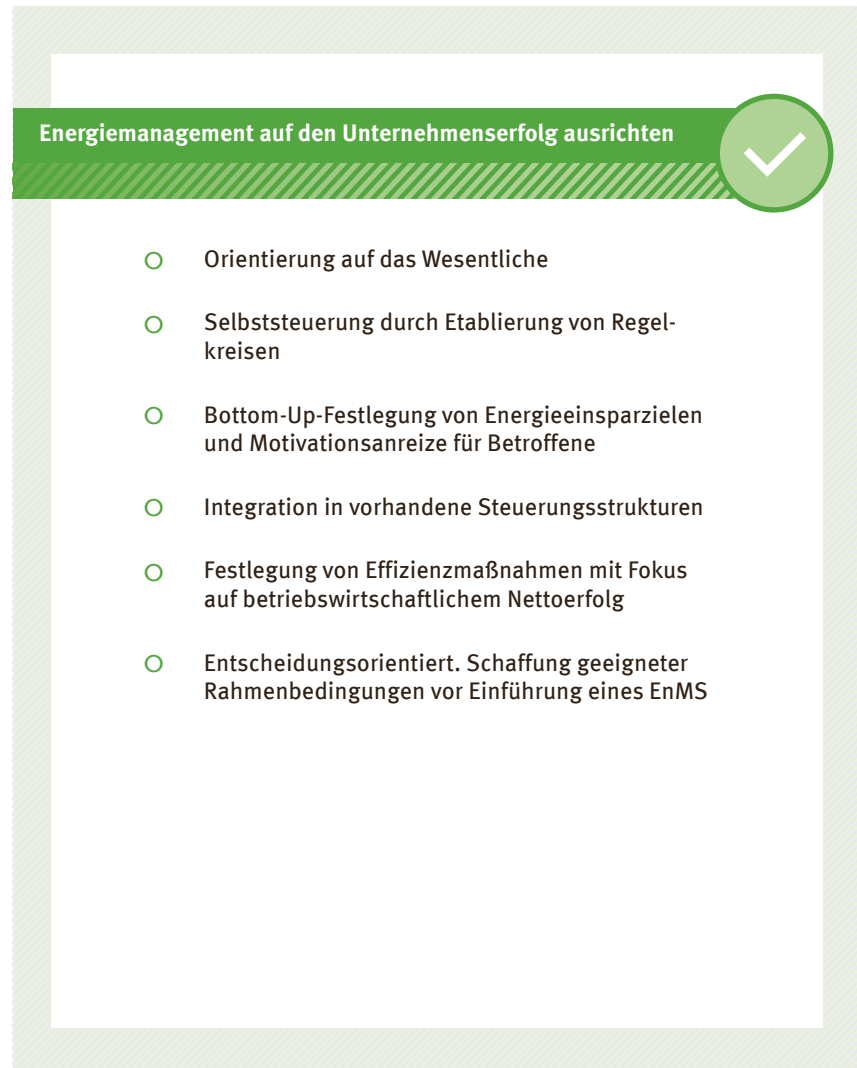 Energiemanagement auf den Unternehmenserfolg ausrichten
Orientierung auf das Wesentliche
Selbststeuerung durch Etablierung von Regel-
kreisen
Bottom-Up-Festlegung von Energieeinsparzielen
und Motivationsanreize für Betroffene
Integration in vorhandene Steuerungsstrukturen
Festlegung von Effizienzmaßnahmen mit Fokus
auf betriebswirtschaftlichem Nettoerfolg
Entscheidungsorientiert. Schaffung geeigneter
Rahmenbedingungen vor Einführung eines EnMS